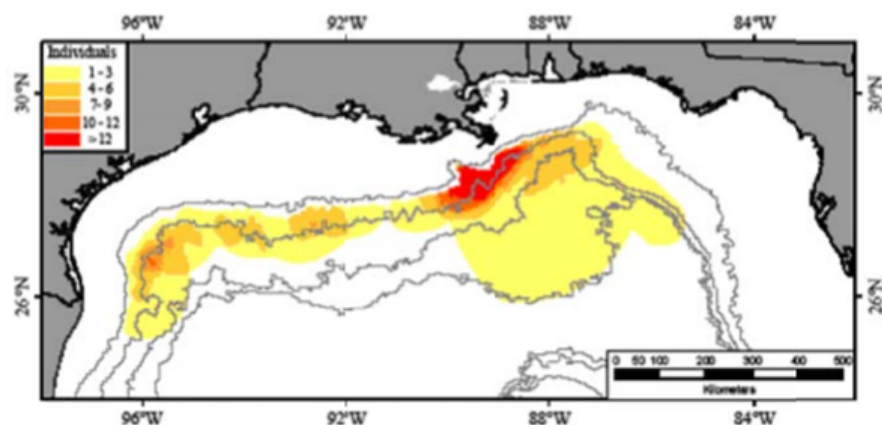 96°W 92°W 88°W 84°W
Individuals
1 - 3
4 - 6
7 - 9
10 - 12
>12
30°N 30°N
26°N 26°N
0 50 100 200 300 400 500
Kilometers
96°W 92°W 88°W 84°W